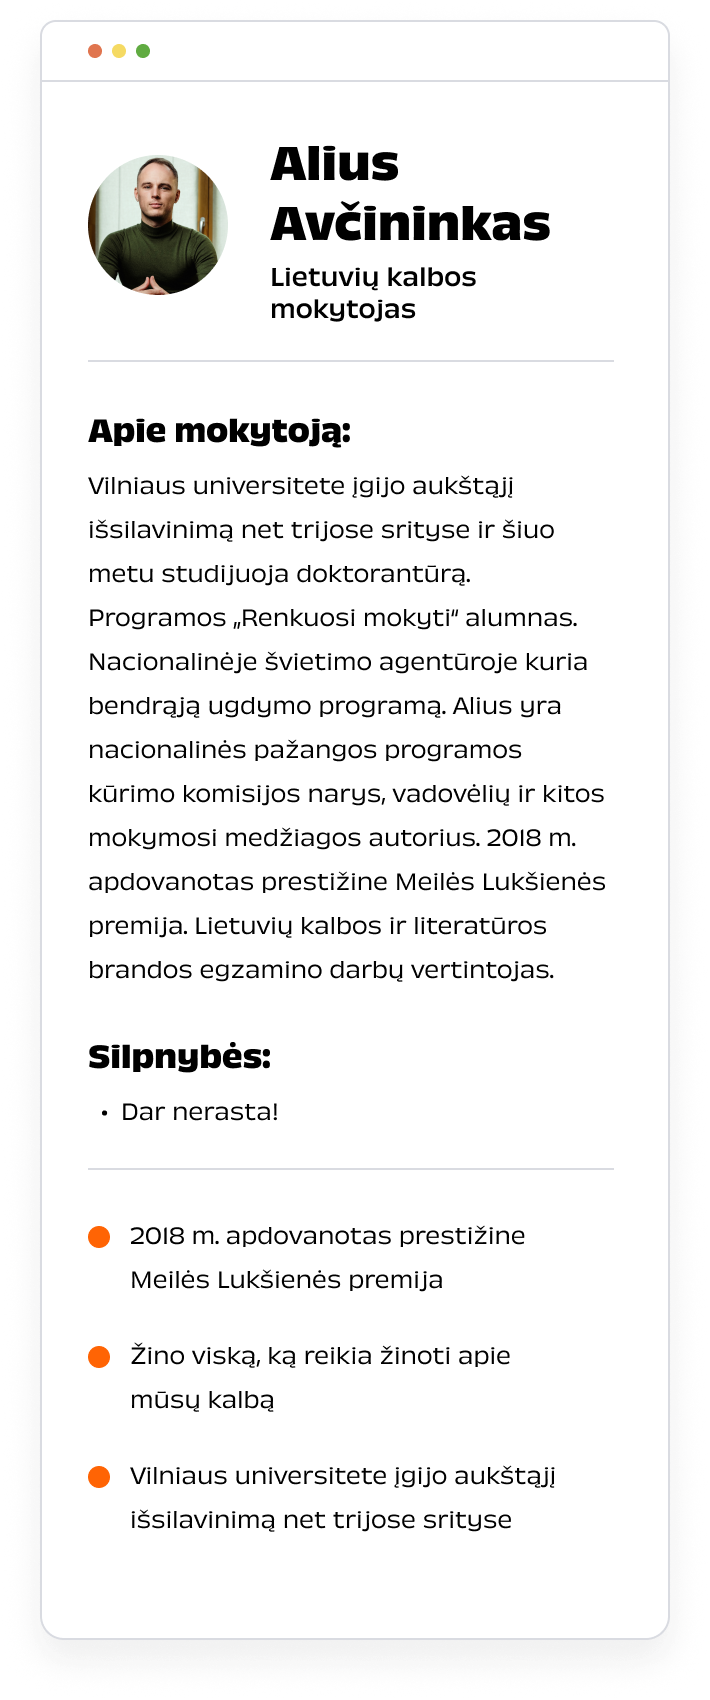 Alius
Avčininkas
Lietuvių kalbos
mokytojas
Apie mokytoją:
Vilniaus universitete įgijo aukštąjį
išsilavinimą net trijose srityse ir šiuo
metu studijuoja doktorantūrą.
Programos „Renkuosi mokyti“ alumnas.
Nacionalinėje švietimo agentūroje kuria
bendrąją ugdymo programą. Alius yra
nacionalinės pažangos programos
kūrimo komisijos narys, vadovėlių ir kitos
mokymosi medžiagos autorius. 2018 m.
apdovanotas prestižine Meilės Lukšienės
premija. Lietuvių kalbos ir literatūros
brandos egzamino darbų vertintojas.
Silpnybės:
• Dar nerasta!
2018 m. apdovanotas prestižine
Meilės Lukšienės premija
Žino viską, ką reikia žinoti apie
mūsų kalbą
Vilniaus universitete įgijo aukštąjį
išsilavinimą net trijose srityse